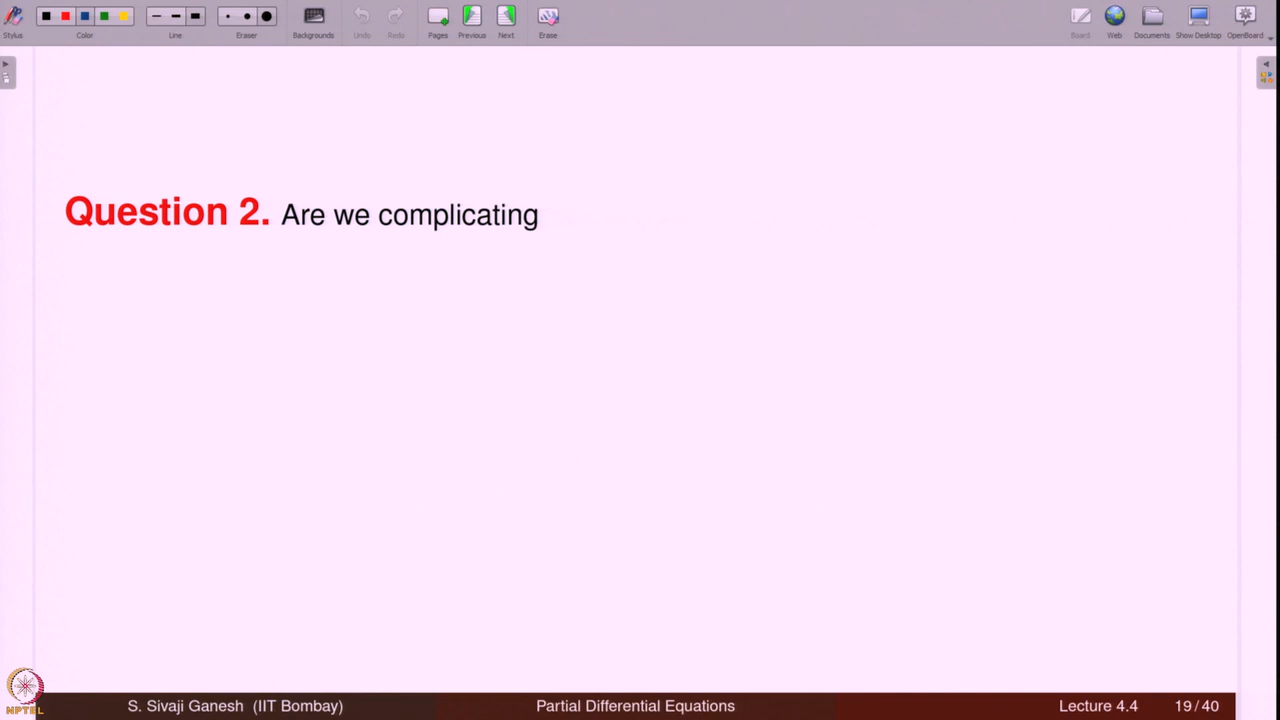 Stylus Color Line Eraser Backgrounds Undo Redo Pages Previous Next Erase Board Web Documents Show Desktop OpenBoard
Question 2. Are we complicating
NPTEL
S. Sivaji Ganesh (IIT Bombay) Partial Differential Equations Lecture 4.4 19/40